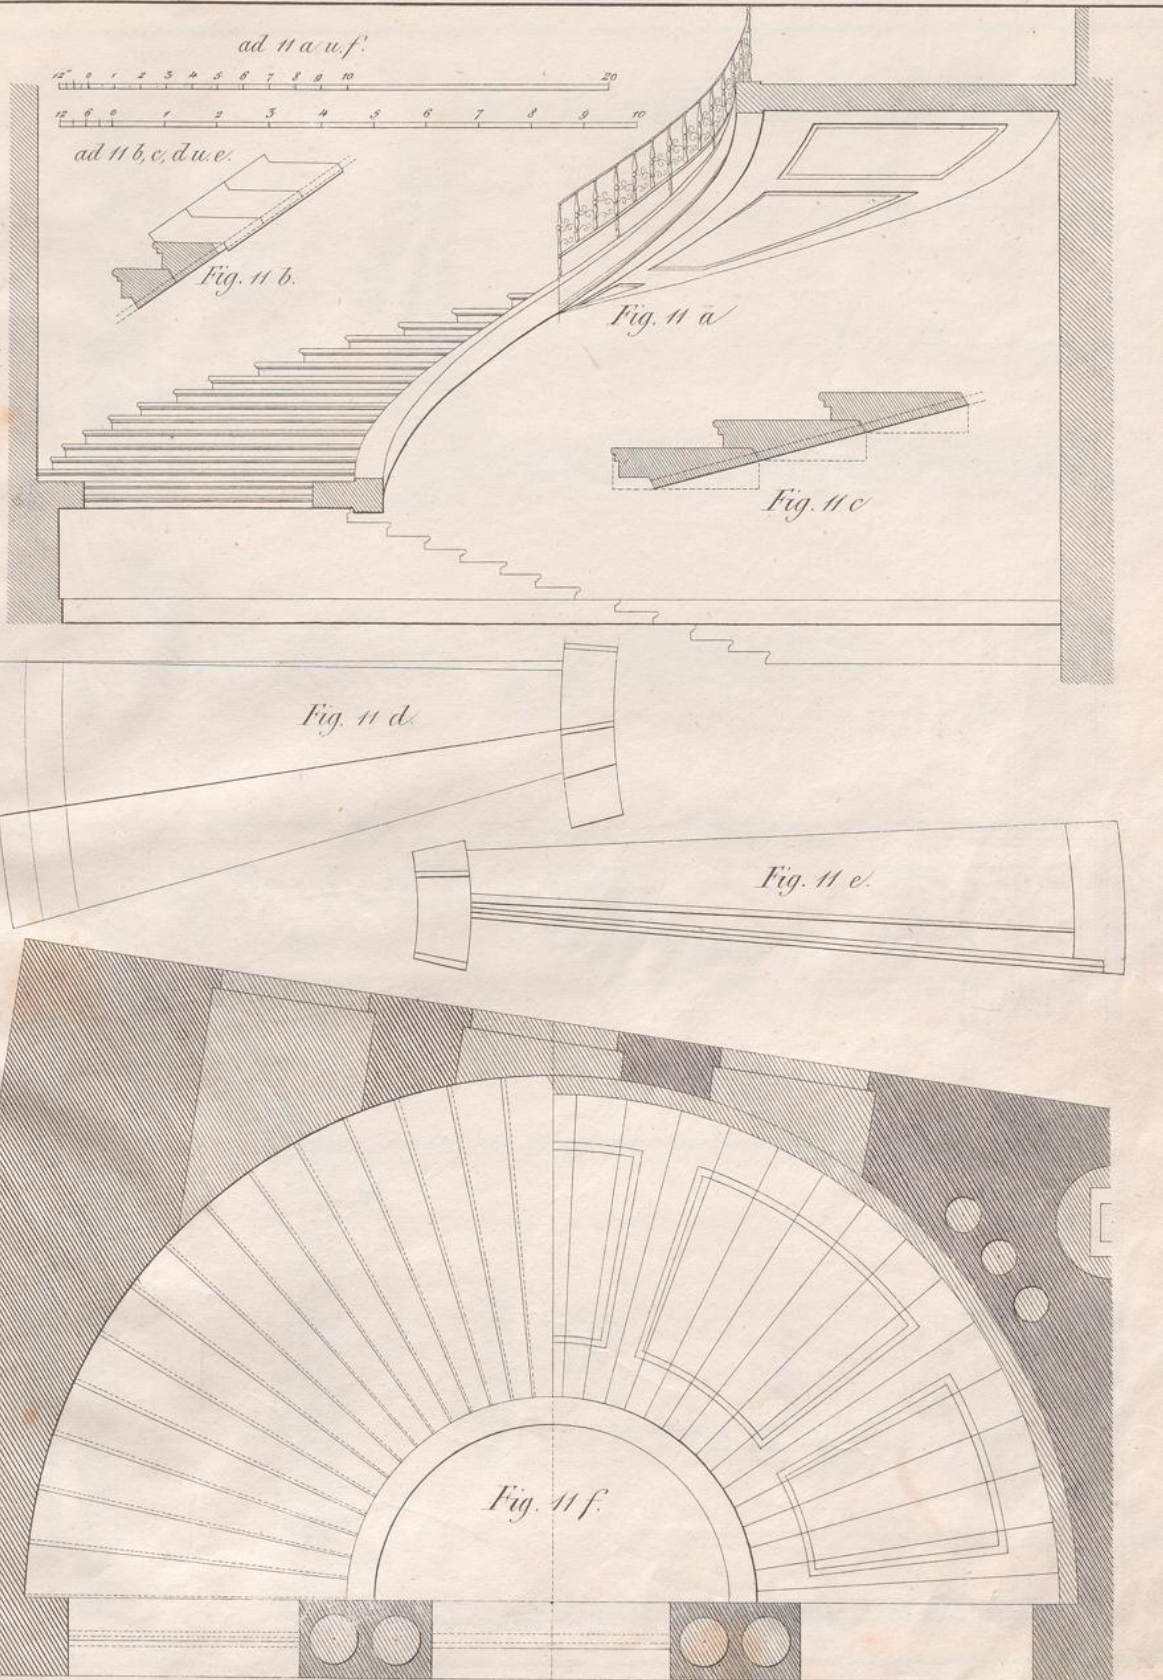 ad 11 a u. f.
12" 0 1 2 3 4 5 6 7 8 9 10 20
12 6 0 1 2 3 4 5 6 7 8 9 10
ad 11 b, c, d u. e.
Fig. 11 b.
Fig. 11 a
Fig. 11 c
Fig. 11 d.
Fig. 11 e.
Fig. 11 f.